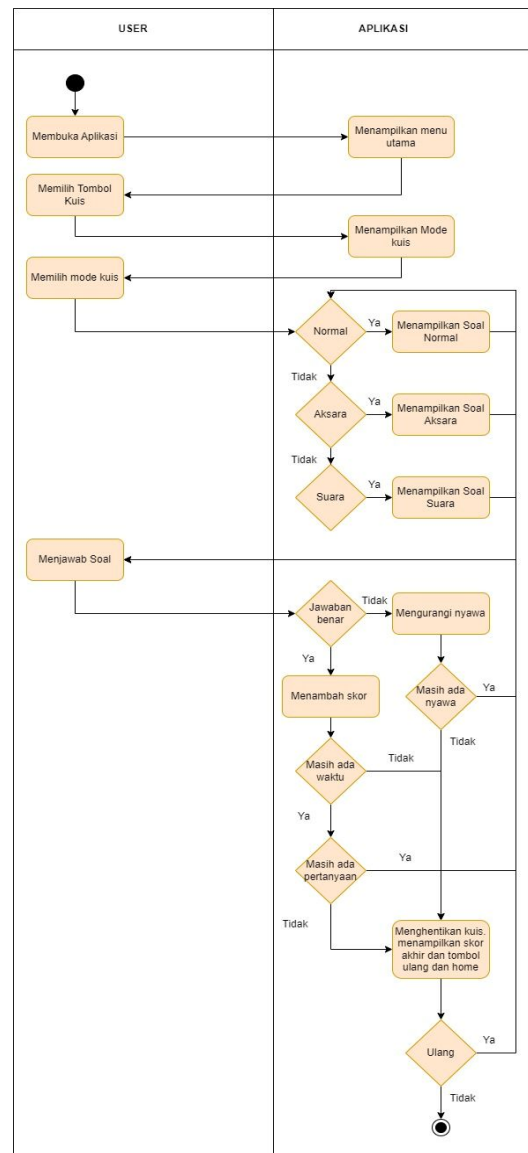 USER
APLIKASI
Membuka Aplikasi
Menampilkan menu
utama
Memilih Tombol
Kuis
Menampilkan Mode
kuis
Memilih mode kuis
Normal
Ya
Menampilkan Soal
Normal
Tidak
Aksara
Ya
Menampilkan Soal
Aksara
Tidak
Suara
Ya
Menampilkan Soal
Suara
Menjawab Soal
Jawaban
benar
Tidak
Mengurangi nyawa
Ya
Menambah skor
Masih ada
nyawa
Ya
Tidak
Masih ada
waktu
Tidak
Ya
Masih ada
pertanyaan
Ya
Tidak
Menghentikan kuis.
menampilkan skor
akhir dan tombol
ulang dan home
Ulang
Ya
Tidak